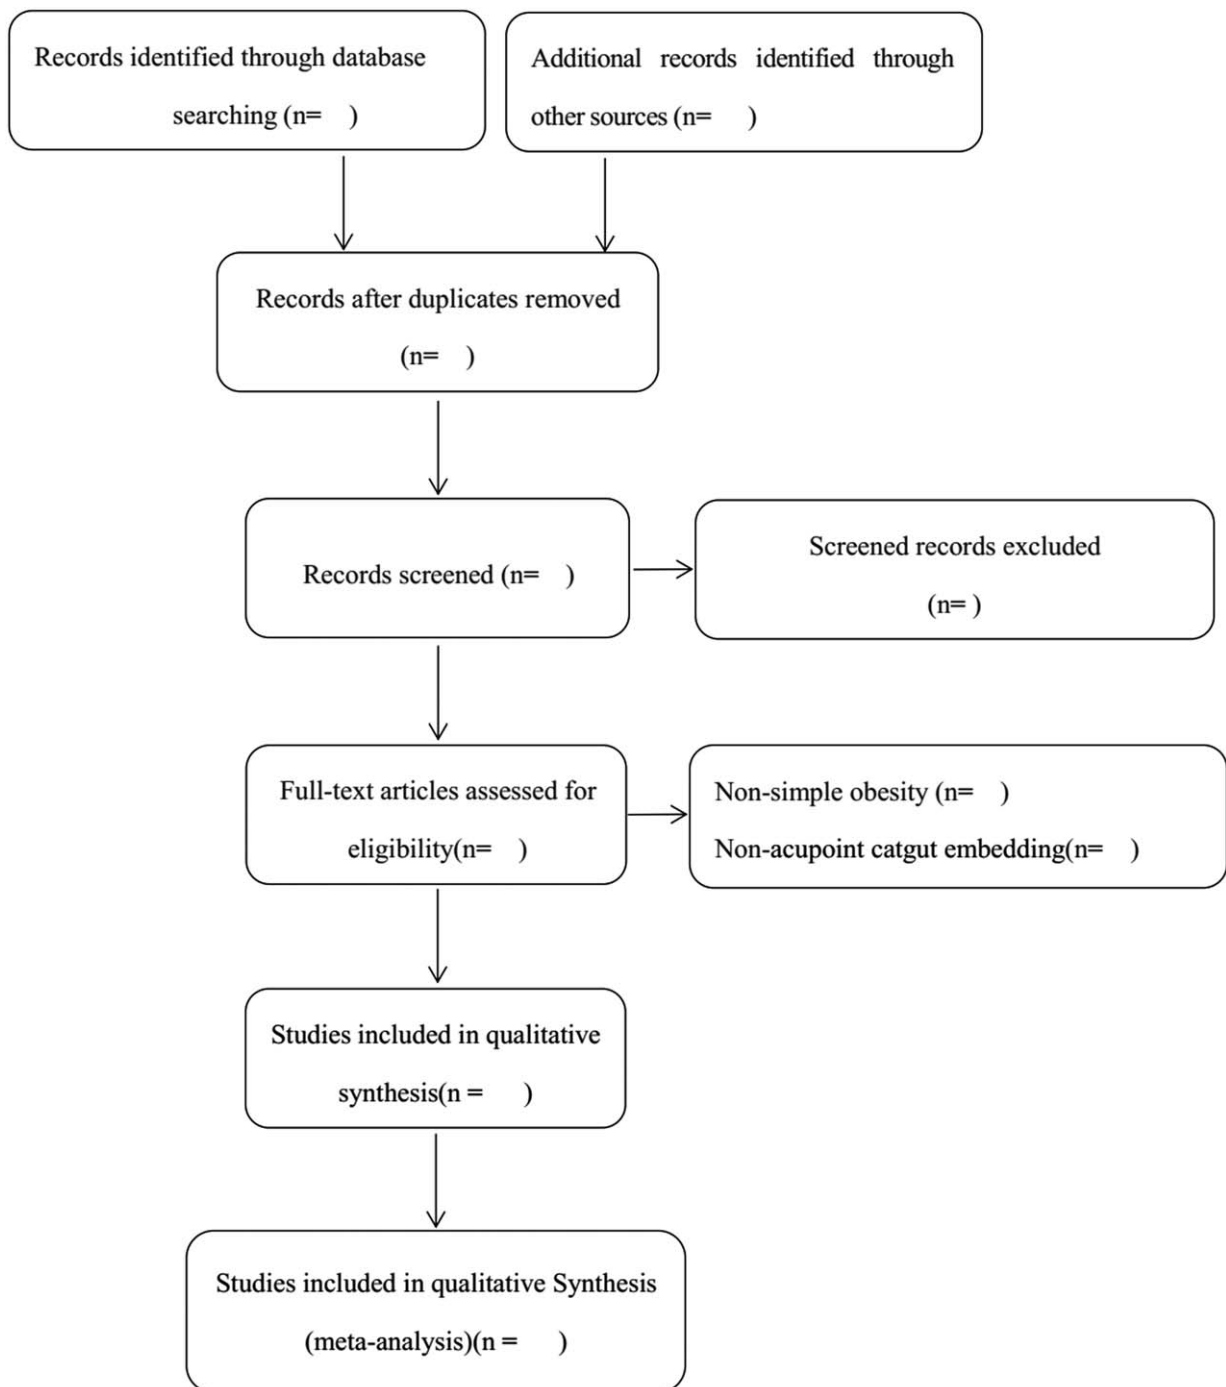 Records identified through database
searching (n= )
Additional records identified through
other sources (n= )
Records after duplicates removed
(n= )
Records screened (n= )
Screened records excluded
(n= )
Full-text articles assessed for
eligibility(n= )
Non-simple obesity (n= )
Non-acupoint catgut embedding(n= )
Studies included in qualitative
synthesis(n = )
Studies included in qualitative Synthesis
(meta-analysis)(n = )